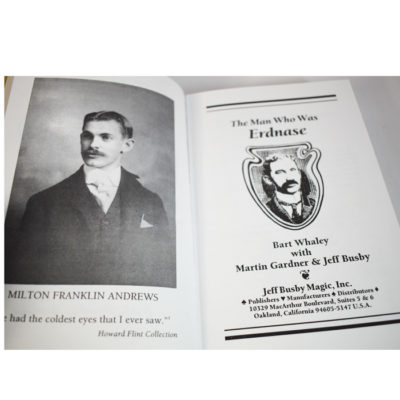 MILTON FRANKLIN ANDREWS
had the coldest eyes that I ever saw."¹
Howard Flint Collection
The Man Who Was
Erdnase
Bart Whaley
with
Martin Gardner & Jeff Busby
Jeff Busby Magic, Inc.
♠ Publishers ♥ Manufacturers ♣ Distributors ♦
10329 MacArthur Boulevard, Suites 5 & 6
Oakland, California 94605-5147 U.S.A.